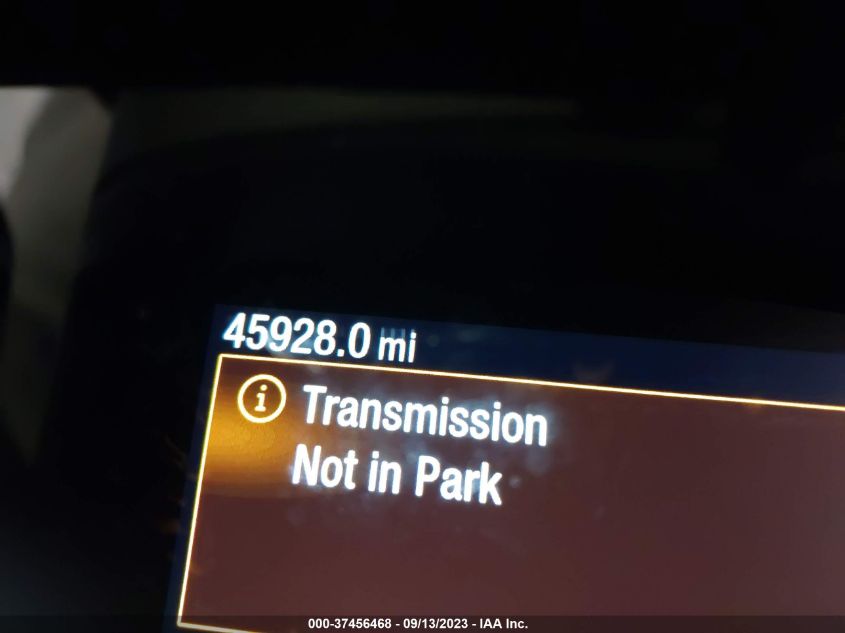 45928.0 mi
Transmission
Not in Park
000-37456468 - 09/13/2023 - IAA Inc.